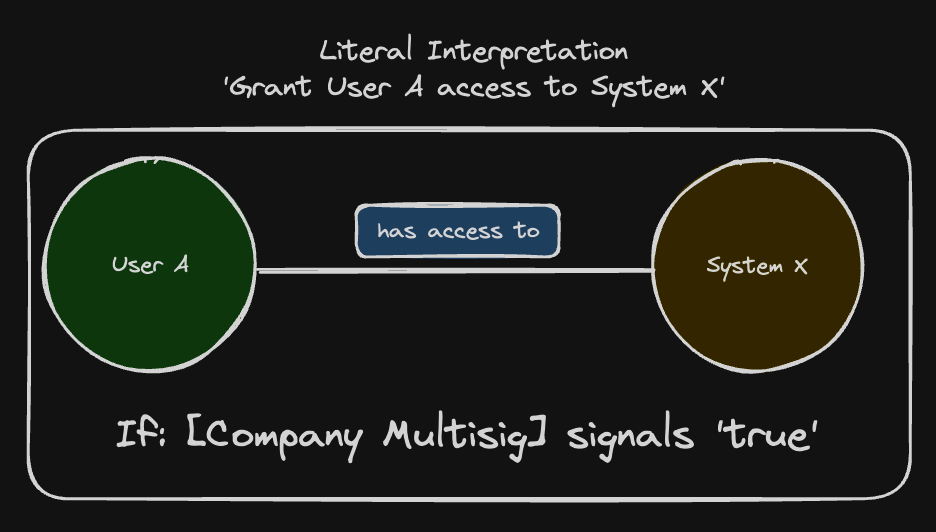 Literal Interpretation
'Grant User A access to System X'
has access to
User A
System X
If: [Company Multisig] signals 'true'